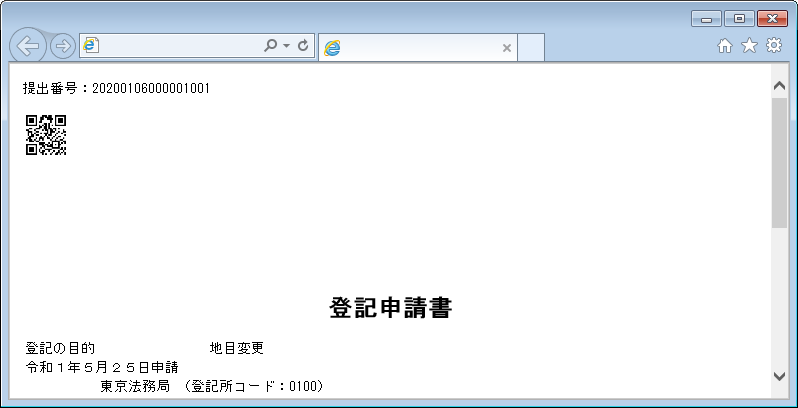 提出番号：20200106000001001
登記申請書
登記の目的　　　　　　　　　地目変更
令和１年５月２５日申請
東京法務局　（登記所コード：0100）